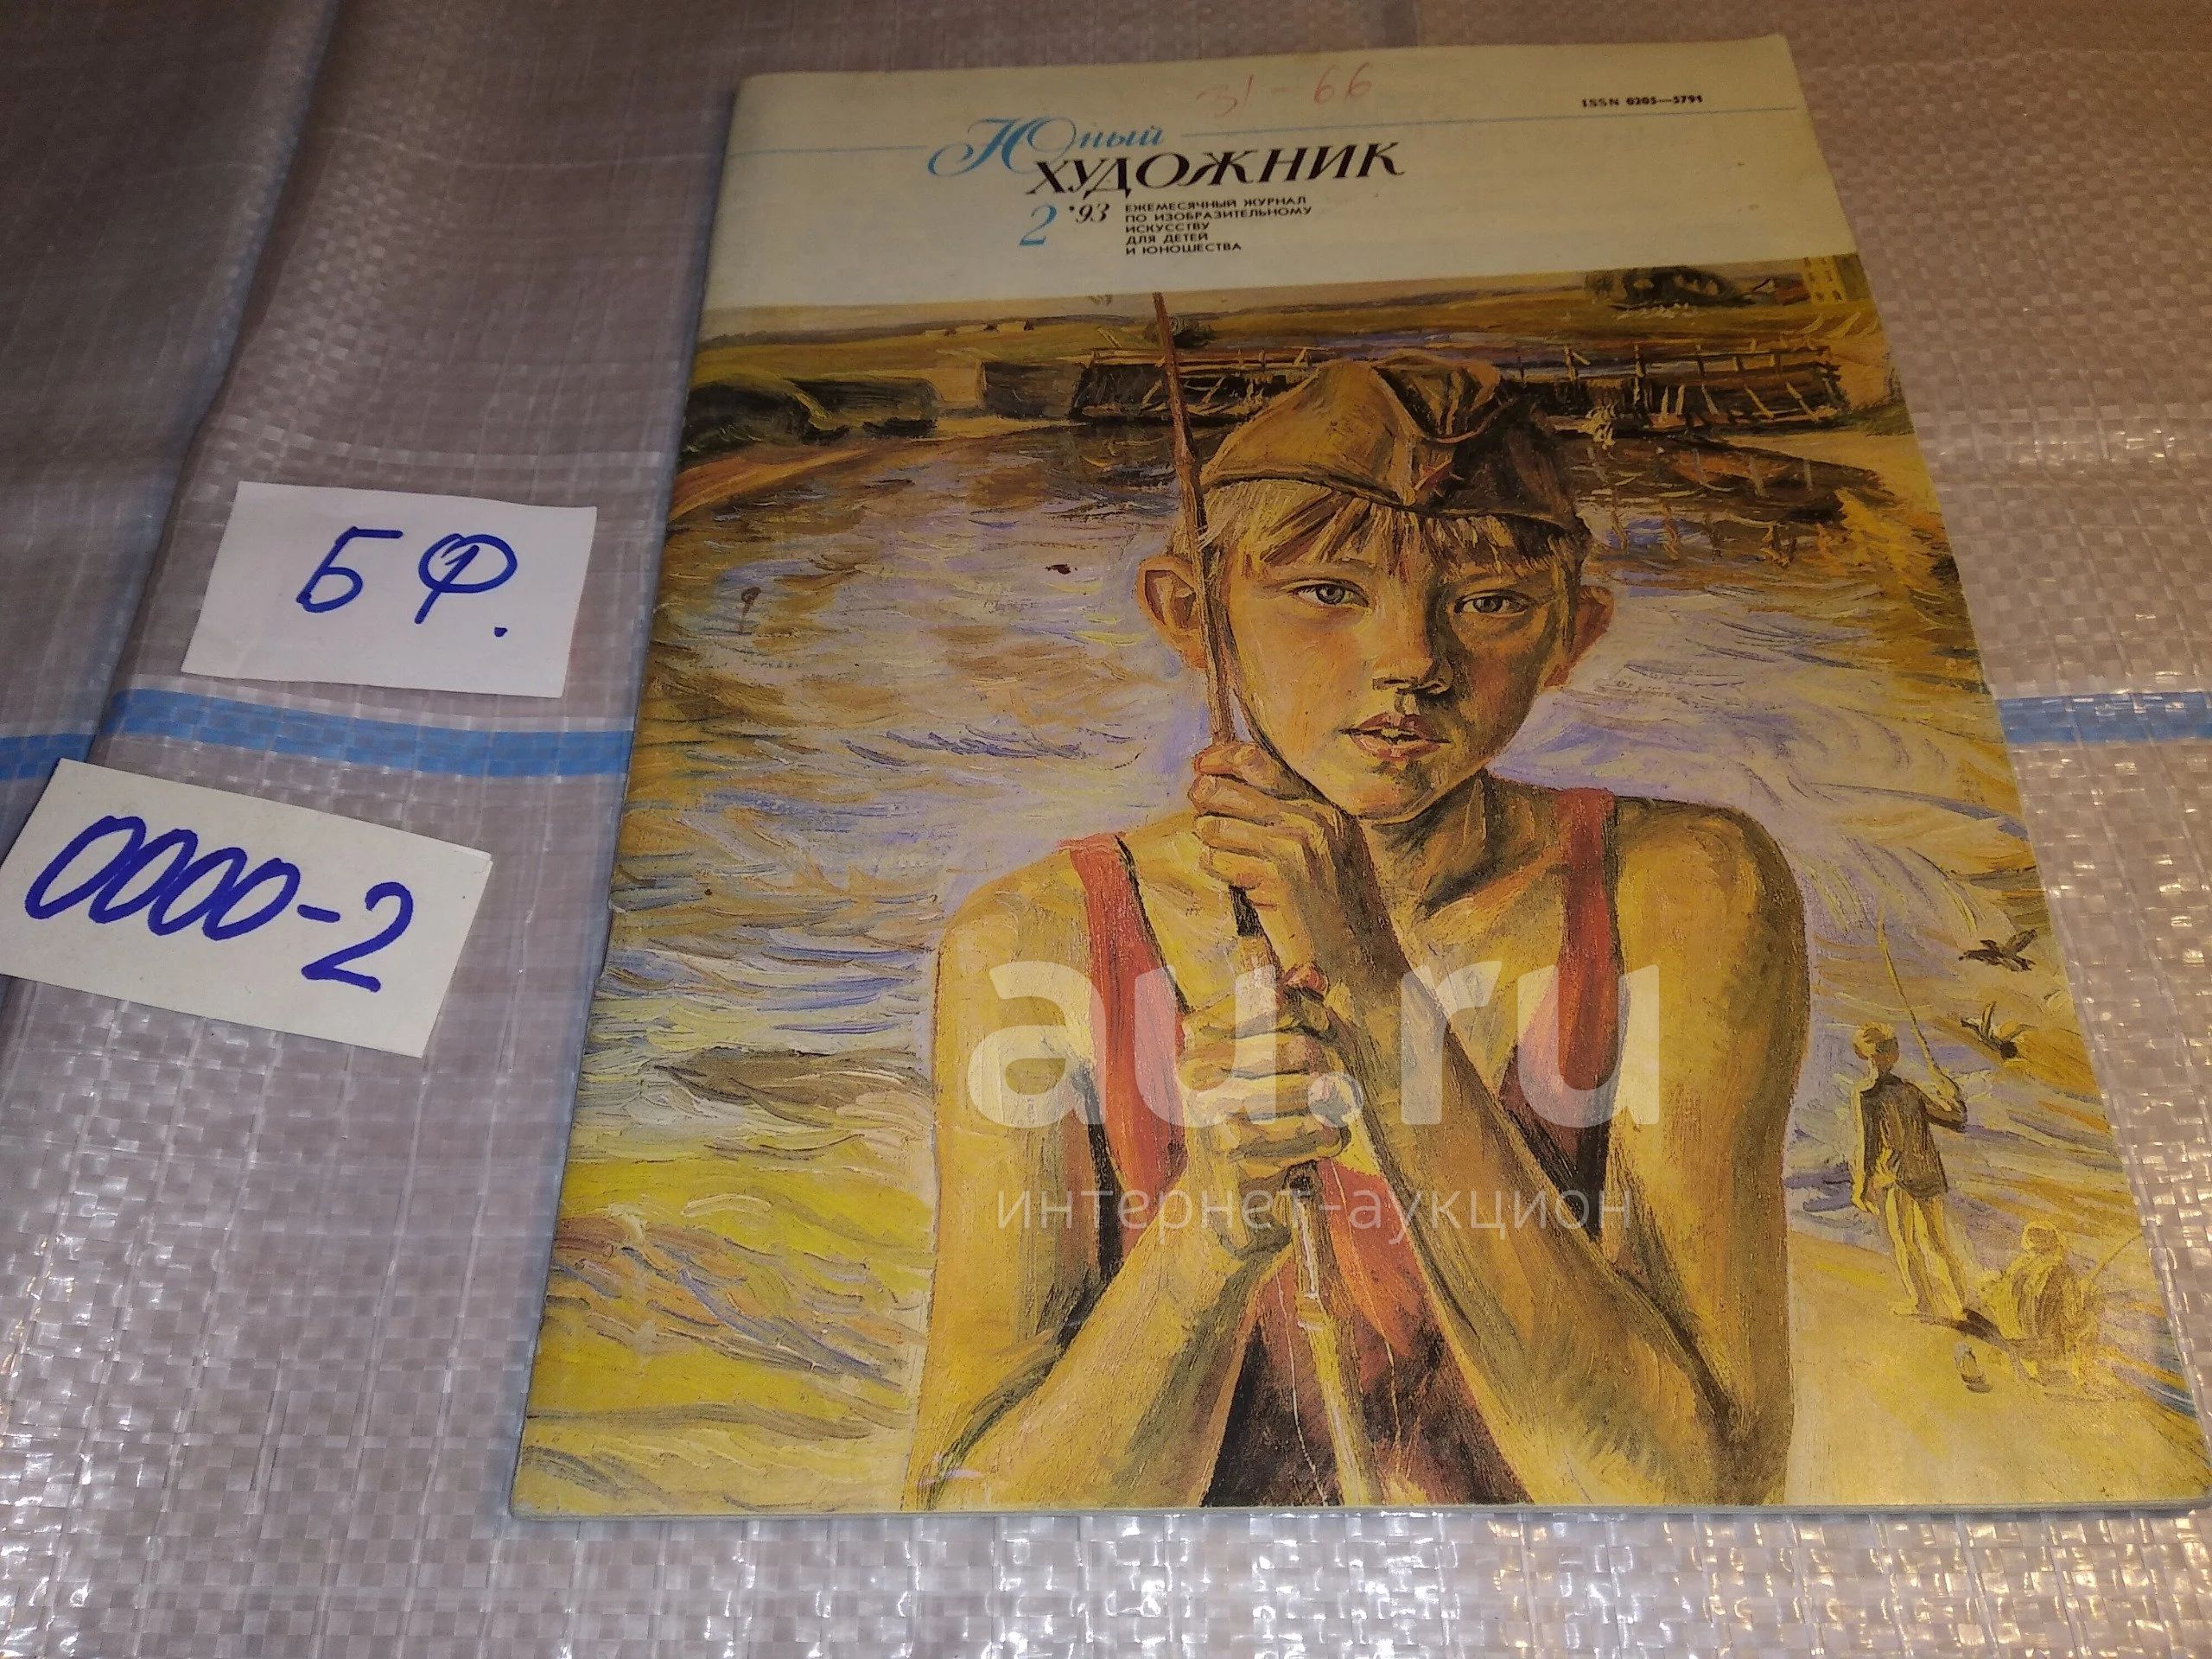 31-66
ISSN 0205—5791
Юный
ХУДОЖНИК
2 '93
ЕЖЕМЕСЯЧНЫЙ ЖУРНАЛ
ПО ИЗОБРАЗИТЕЛЬНОМУ
ИСКУССТВУ
ДЛЯ ДЕТЕЙ
И ЮНОШЕСТВА
БФ.
0000-2
au.ru
интернет-аукцион